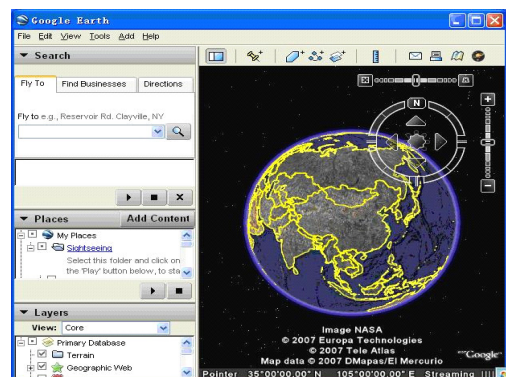 Google Earth
File Edit View Tools Add Help
Search
Fly To Find Businesses Directions
Fly to e.g., Reservoir Rd. Clayville, NY
Places Add Content
My Places
Sightseeing
Select this folder and click on
the 'Play' button below, to sta
Layers
View: Core
Primary Database
Terrain
Geographic Web
N
Image NASA
© 2007 Europa Technologies
© 2007 Tele Atlas
Map data © 2007 DMapas/El Mercurio
Google
Pointer 35°00'00.00" N 105°00'00.00" E Streaming